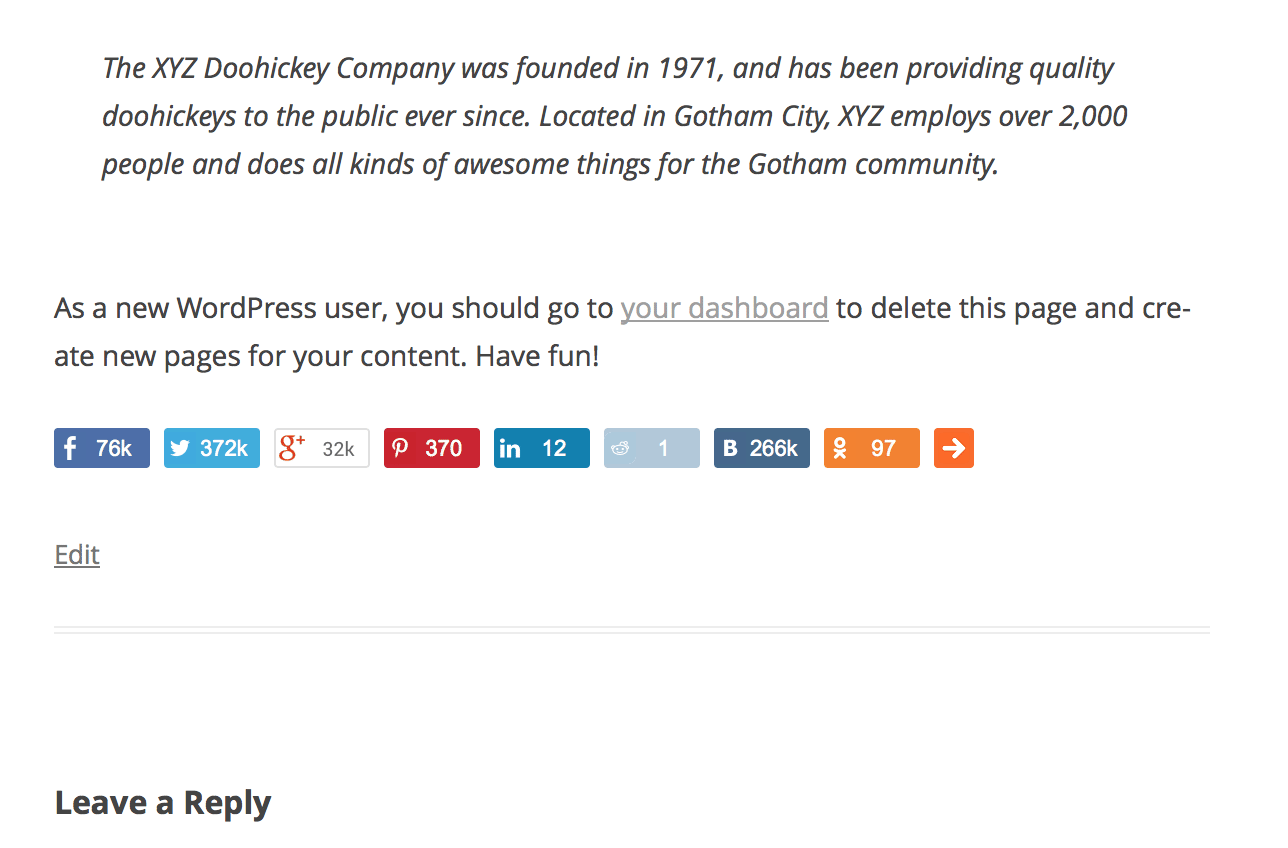 The XYZ Doohickey Company was founded in 1971, and has been providing quality
doohickeys to the public ever since. Located in Gotham City, XYZ employs over 2,000
people and does all kinds of awesome things for the Gotham community.
As a new WordPress user, you should go to your dashboard to delete this page and cre-
ate new pages for your content. Have fun!
f 76k 372k g+ 32k 370 in 12 1 B 266k 97
Edit
Leave a Reply